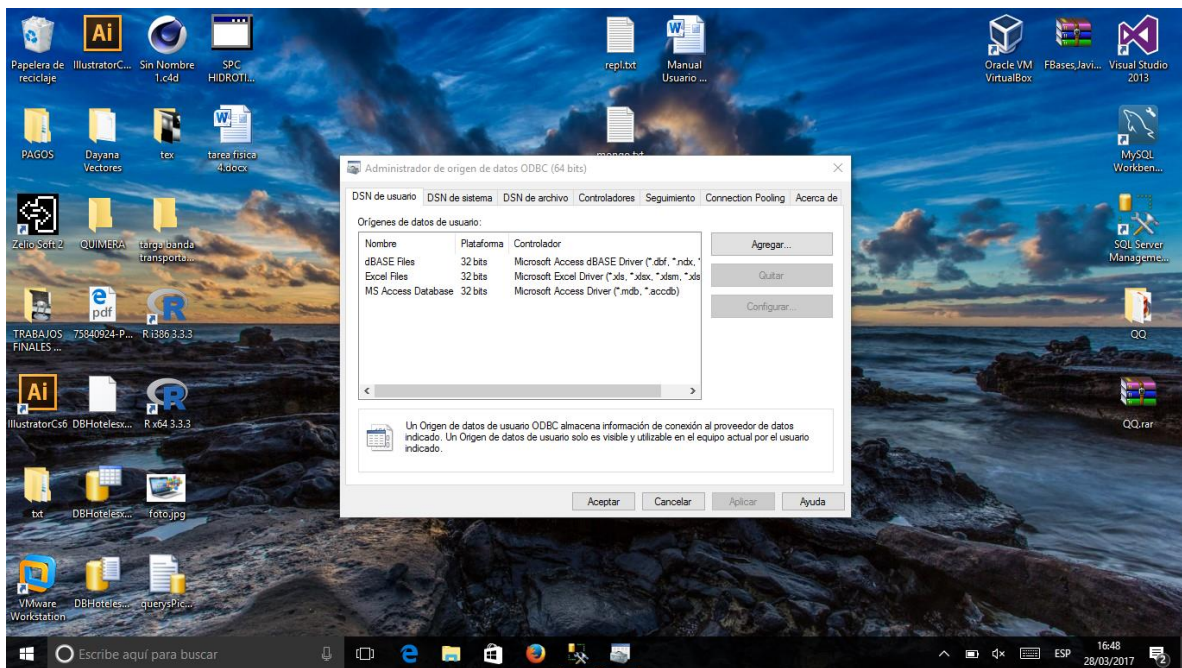 Papelera de reciclaje
IllustratorC...
Sin Nombre 1.c4d
SPC HIDROTI...
repl.txt
Manual Usuario ...
Oracle VM VirtualBox
FBases,Javi...
Visual Studio 2013
PAGOS
Dayana Vectores
tex
tarea fisica 4.docx
MySQL Workben...
Zelio Soft 2
QUIMERA
targa banda transporta...
SQL Server Manageme...
TRABAJOS FINALES ...
75840924-P...
R i386 3.3.3
QQ
IllustratorCs6
DBHotelesx...
R x64 3.3.3
QQ.rar
txt
DBHotelesx...
foto.jpg
VMware Workstation
DBHoteles...
querysPic...
Ai
pdf
Ai
Administrador de origen de datos ODBC (64 bits)
DSN de usuario
DSN de sistema
DSN de archivo
Controladores
Seguimiento
Connection Pooling
Acerca de
Orígenes de datos de usuario:
Nombre Plataforma Controlador
dBASE Files 32 bits Microsoft Access dBASE Driver (*.dbf, *.ndx, *
Excel Files 32 bits Microsoft Excel Driver (*.xls, *.xlsx, *.xlsm, *.xls
MS Access Database 32 bits Microsoft Access Driver (*.mdb, *.accdb)
Agregar...
Quitar
Configurar...
Un Origen de datos de usuario ODBC almacena información de conexión al proveedor de datos
indicado. Un Origen de datos de usuario solo es visible y utilizable en el equipo actual por el usuario
indicado.
Aceptar
Cancelar
Aplicar
Ayuda
Escribe aquí para buscar
ESP
16:48
28/03/2017
2